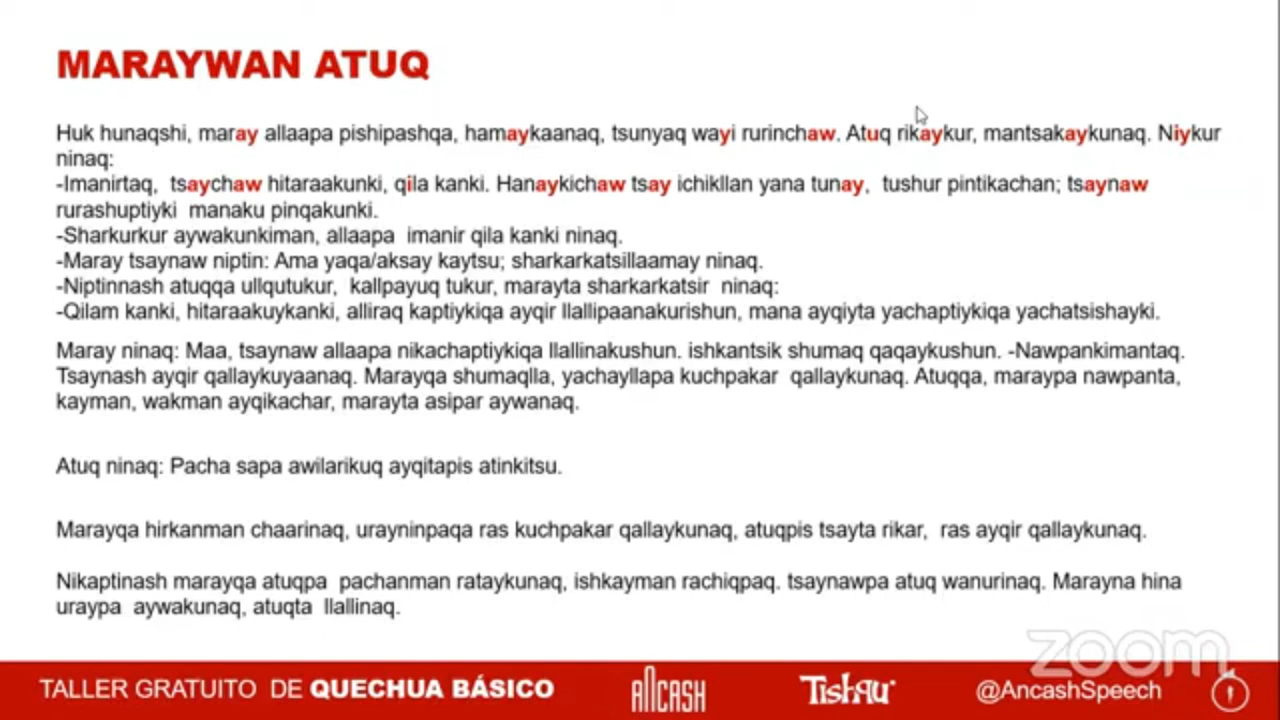 MARAYWAN ATUQ
Huk hunaqshi, maray allaapa pishipashqa, hamaykaanaq, tsunyaq wayi rurinchaw. Atuq rikaykur, mantsakaykunaq. Niykur
ninaq:
-Imanirtaq, tsaychaw hitaraakunki, qila kanki. Hanaykichaw tsay ichikllan yana tunay, tushur pintikachan; tsaynaw
rurashuptiyki manaku pinqakunki.
-Sharkurkur aywakunkiman, allaapa imanir qila kanki ninaq.
-Maray tsaynaw niptin: Ama yaqa/aksay kaytsu; sharkarkatsillaamay ninaq.
-Niptinnash atuqqa ullqutukur, kallpayuq tukur, marayta sharkarkatsir ninaq:
-Qilam kanki, hitaraakuykanki, alliraq kaptiykiqa ayqir llallipaanakurishun, mana ayqiyta yachaptiykiqa yachatsishayki.
Maray ninaq: Maa, tsaynaw allaapa nikachaptiykiqa llallinakushun. ishkantsik shumaq qaqaykushun. -Nawpankimantaq.
Tsaynash ayqir qallaykuyaanaq. Marayqa shumaqlla, yachayllapa kuchpakar qallaykunaq. Atuqqa, maraypa nawpanta,
kayman, wakman ayqikachar, marayta asipar aywanaq.
Atuq ninaq: Pacha sapa awilarikuq ayqitapis atinkitsu.
Marayqa hirkanman chaarinaq, urayninpaqa ras kuchpakar qallaykunaq, atuqpis tsayta rikar, ras ayqir qallaykunaq.
Nikaptinash marayqa atuqpa pachanman rataykunaq, ishkayman rachiqpaq. tsaynawpa atuq wanurinaq. Marayna hina
uraypa aywakunaq, atuqta llallinaq.
zoom
TALLER GRATUITO DE QUECHUA BÁSICO
ANCASH
Tishqu
@AncashSpeech